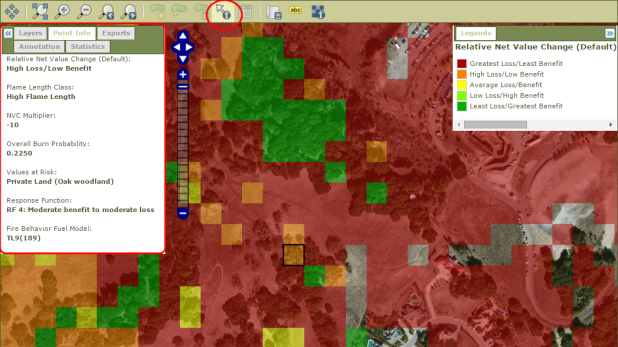 abc
Layers Point Info Exports
Annotation Statistics
Relative Net Value Change (Default):
High Loss/Low Benefit
Flame Length Class:
High Flame Length
NVC Multiplier:
-10
Overall Burn Probability:
0.2250
Values at Risk:
Private Land (Oak woodland)
Response Function:
RF 4: Moderate benefit to moderate loss
Fire Behavior Fuel Model:
TL9(189)
Legends
Relative Net Value Change (Default)
Greatest Loss/Least Benefit
High Loss/Low Benefit
Average Loss/Benefit
Low Loss/High Benefit
Least Loss/Greatest Benefit